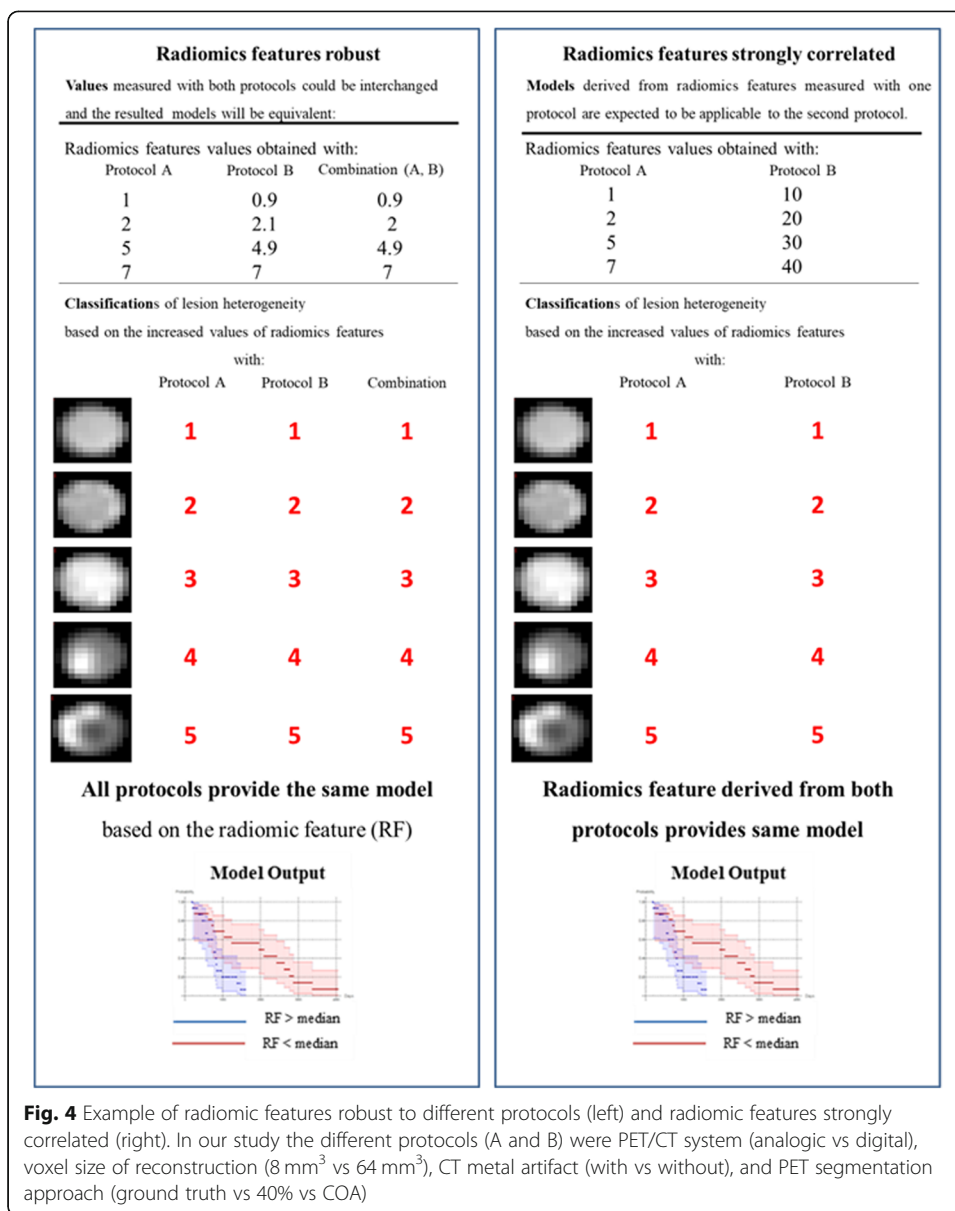 Radiomics features robust
Values measured with both protocols could be interchanged
and the resulted models will be equivalent:
Radiomics features values obtained with:
Protocol A Protocol B Combination (A, B)
1 0.9 0.9
2 2.1 2
5 4.9 4.9
7 7 7
Classifications of lesion heterogeneity
based on the increased values of radiomics features
with:
Protocol A Protocol B Combination
1 1 1
2 2 2
3 3 3
4 4 4
5 5 5
All protocols provide the same model
based on the radiomic feature (RF)
Model Output
RF > median
RF < median
Radiomics features strongly correlated
Models derived from radiomics features measured with one
protocol are expected to be applicable to the second protocol.
Radiomics features values obtained with:
Protocol A Protocol B
1 10
2 20
5 30
7 40
Classifications of lesion heterogeneity
based on the increased values of radiomics features
with:
Protocol A Protocol B
1 1
2 2
3 3
4 4
5 5
Radiomics feature derived from both
protocols provides same model
Model Output
RF > median
RF < median
Fig. 4 Example of radiomic features robust to different protocols (left) and radiomic features strongly
correlated (right). In our study the different protocols (A and B) were PET/CT system (analogic vs digital),
voxel size of reconstruction (8 mm³ vs 64 mm³), CT metal artifact (with vs without), and PET segmentation
approach (ground truth vs 40% vs COA)